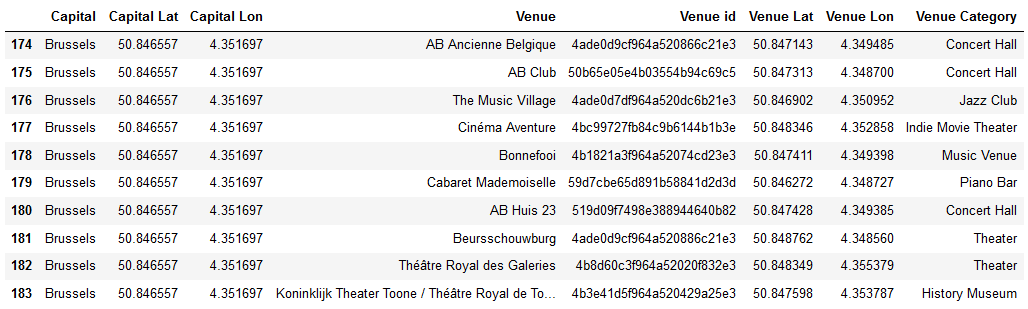 Capital Capital Lat Capital Lon Venue Venue id Venue Lat Venue Lon Venue Category
174 Brussels 50.846557 4.351697 AB Ancienne Belgique 4ade0d9cf964a520866c21e3 50.847143 4.349485 Concert Hall
175 Brussels 50.846557 4.351697 AB Club 50b65e05e4b03554b94c69c5 50.847313 4.348700 Concert Hall
176 Brussels 50.846557 4.351697 The Music Village 4ade0d7df964a520dc6b21e3 50.846902 4.350952 Jazz Club
177 Brussels 50.846557 4.351697 Cinéma Aventure 4bc99727fb84c9b6144b1b3e 50.848346 4.352858 Indie Movie Theater
178 Brussels 50.846557 4.351697 Bonnefooi 4b1821a3f964a52074cd23e3 50.847411 4.349398 Music Venue
179 Brussels 50.846557 4.351697 Cabaret Mademoiselle 59d7cbe65d891b58841d2d3d 50.846272 4.348727 Piano Bar
180 Brussels 50.846557 4.351697 AB Huis 23 519d09f7498e388944640b82 50.847428 4.349385 Concert Hall
181 Brussels 50.846557 4.351697 Beursschouwburg 4ade0d9cf964a520886c21e3 50.848762 4.348560 Theater
182 Brussels 50.846557 4.351697 Théâtre Royal des Galeries 4b8d60c3f964a52020f832e3 50.848349 4.355379 Theater
183 Brussels 50.846557 4.351697 Koninklijk Theater Toone / Théâtre Royal de To... 4b3e41d5f964a520429a25e3 50.847598 4.353787 History Museum